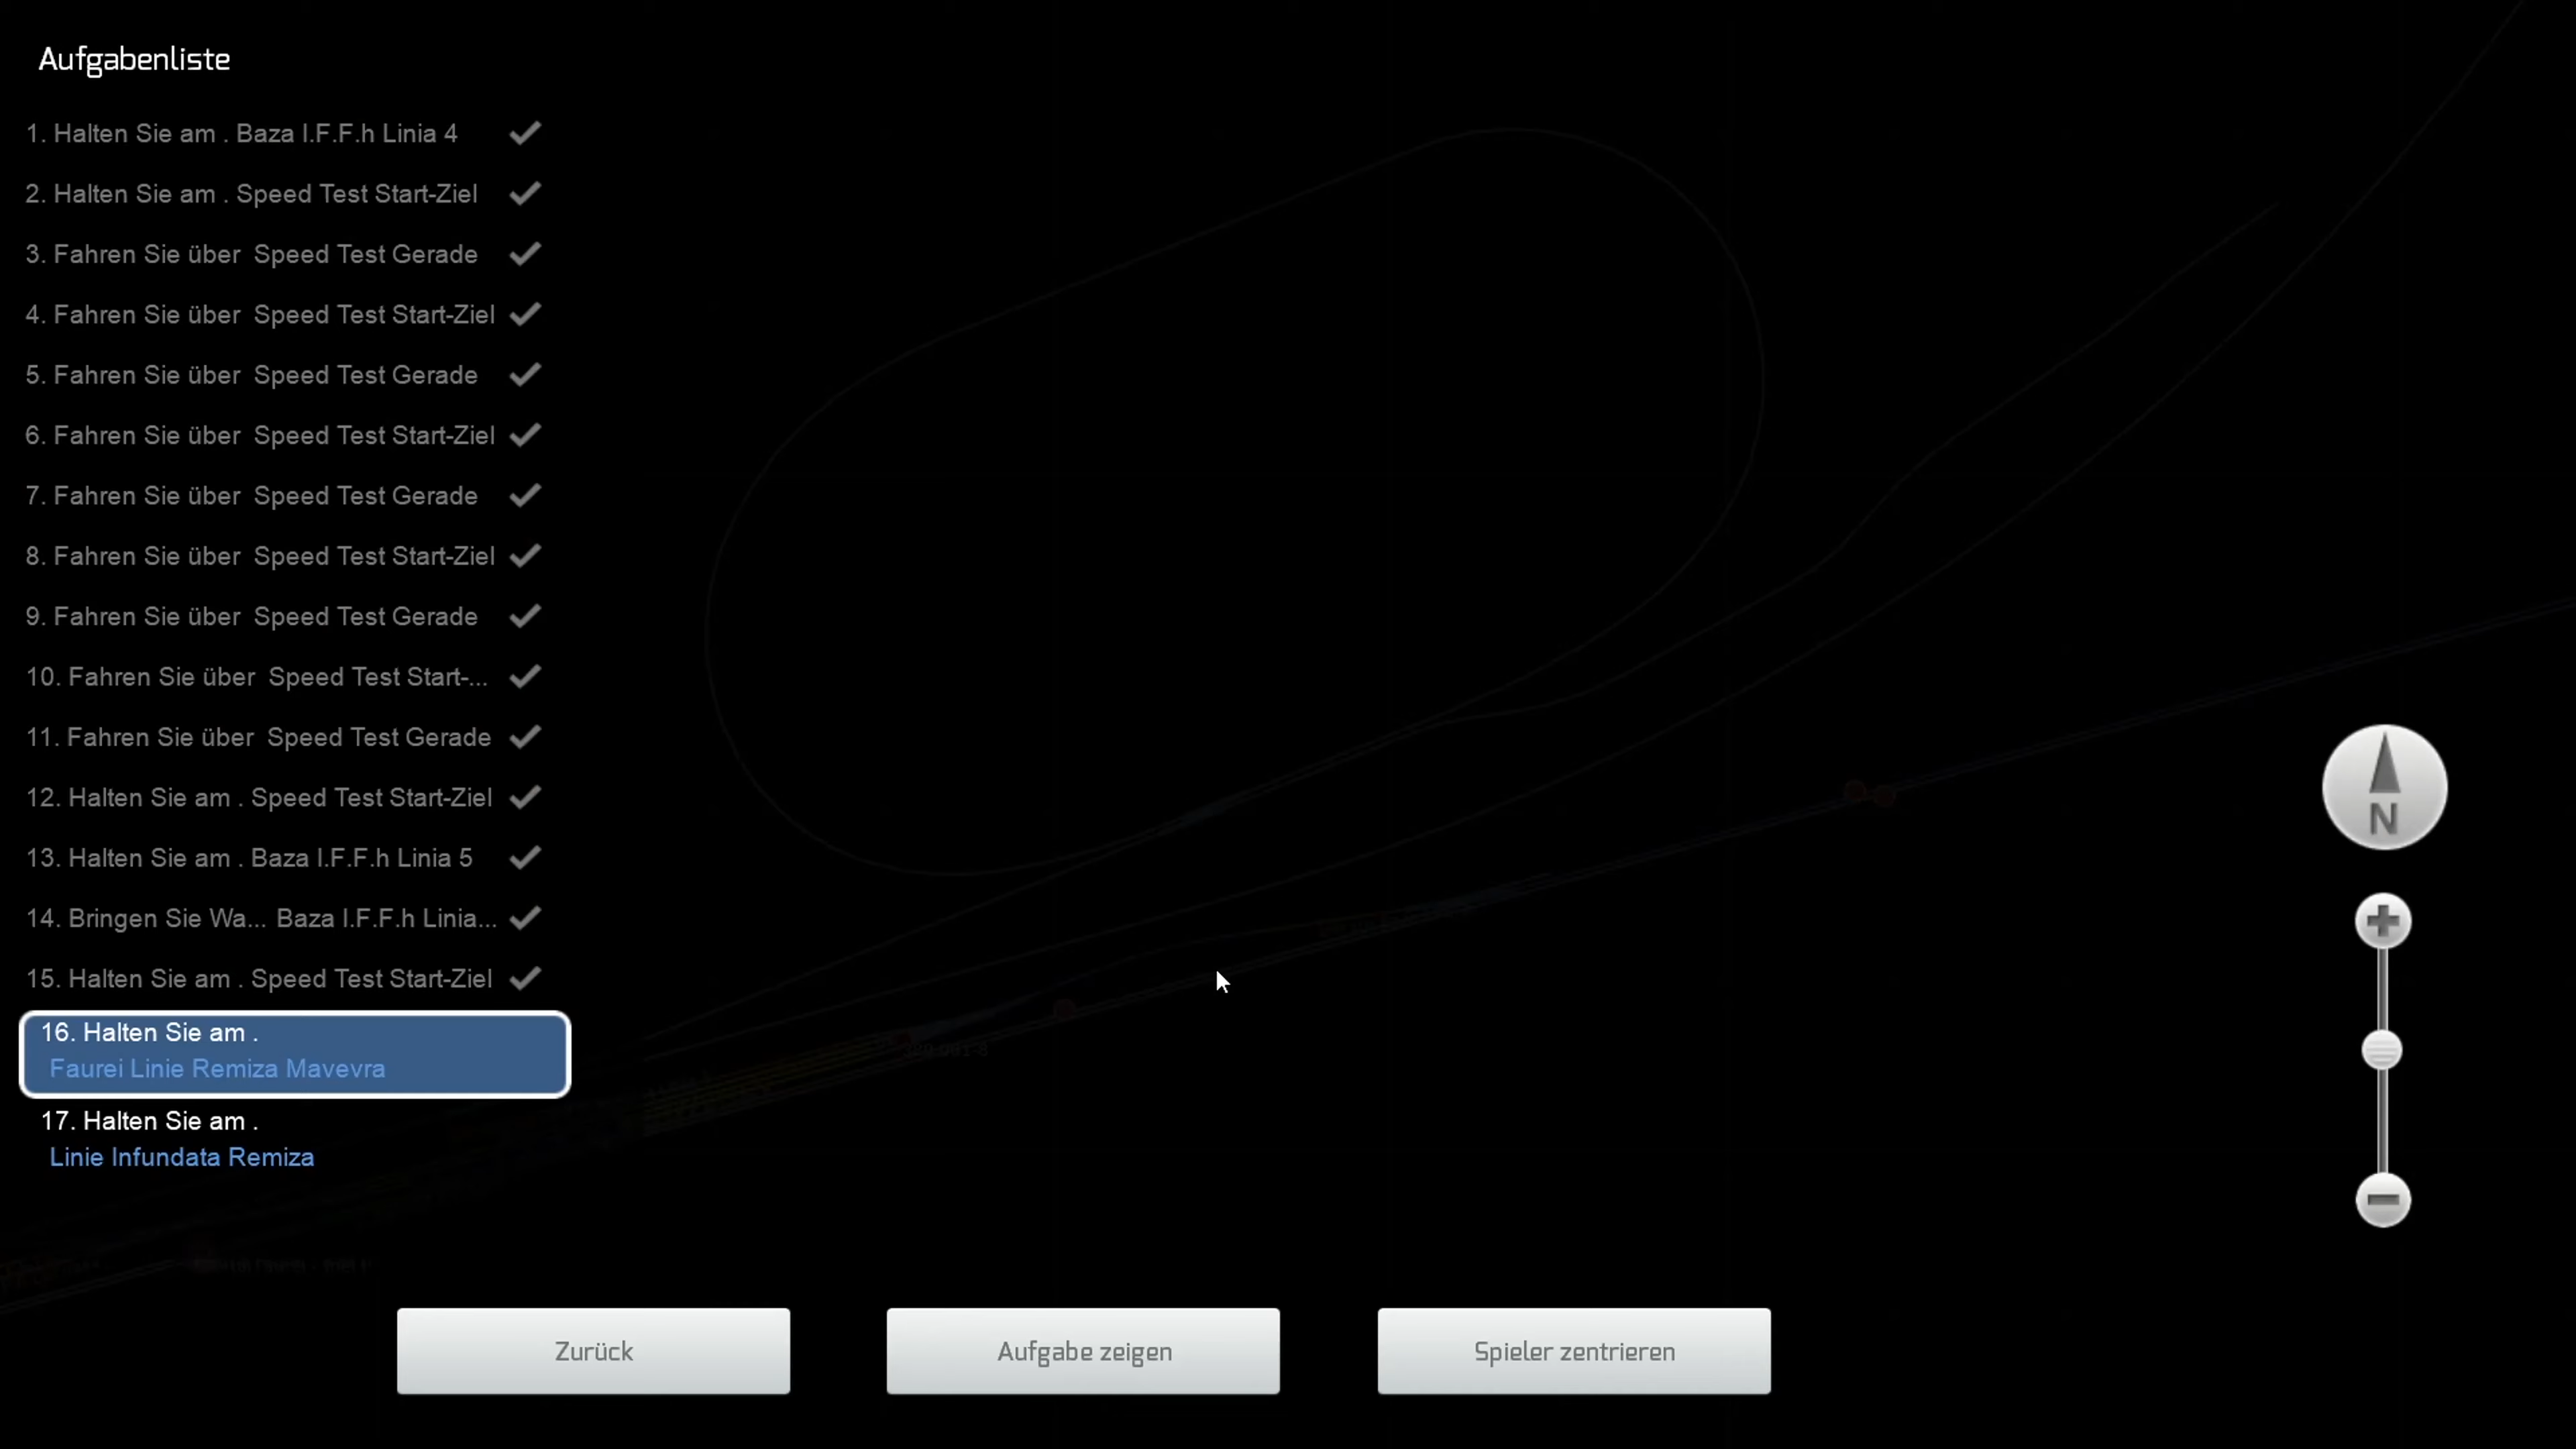 Aufgabenliste
1. Halten Sie am . Baza I.F.F.h Linia 4
2. Halten Sie am . Speed Test Start-Ziel
3. Fahren Sie über Speed Test Gerade
4. Fahren Sie über Speed Test Start-Ziel
5. Fahren Sie über Speed Test Gerade
6. Fahren Sie über Speed Test Start-Ziel
7. Fahren Sie über Speed Test Gerade
8. Fahren Sie über Speed Test Start-Ziel
9. Fahren Sie über Speed Test Gerade
10. Fahren Sie über Speed Test Start-...
11. Fahren Sie über Speed Test Gerade
12. Halten Sie am . Speed Test Start-Ziel
13. Halten Sie am . Baza I.F.F.h Linia 5
14. Bringen Sie Wa... Baza I.F.F.h Linia...
15. Halten Sie am . Speed Test Start-Ziel
16. Halten Sie am .
Faurei Linie Remiza Mavevra
17. Halten Sie am .
Linie Infundata Remiza
N
Zurück
Aufgabe zeigen
Spieler zentrieren